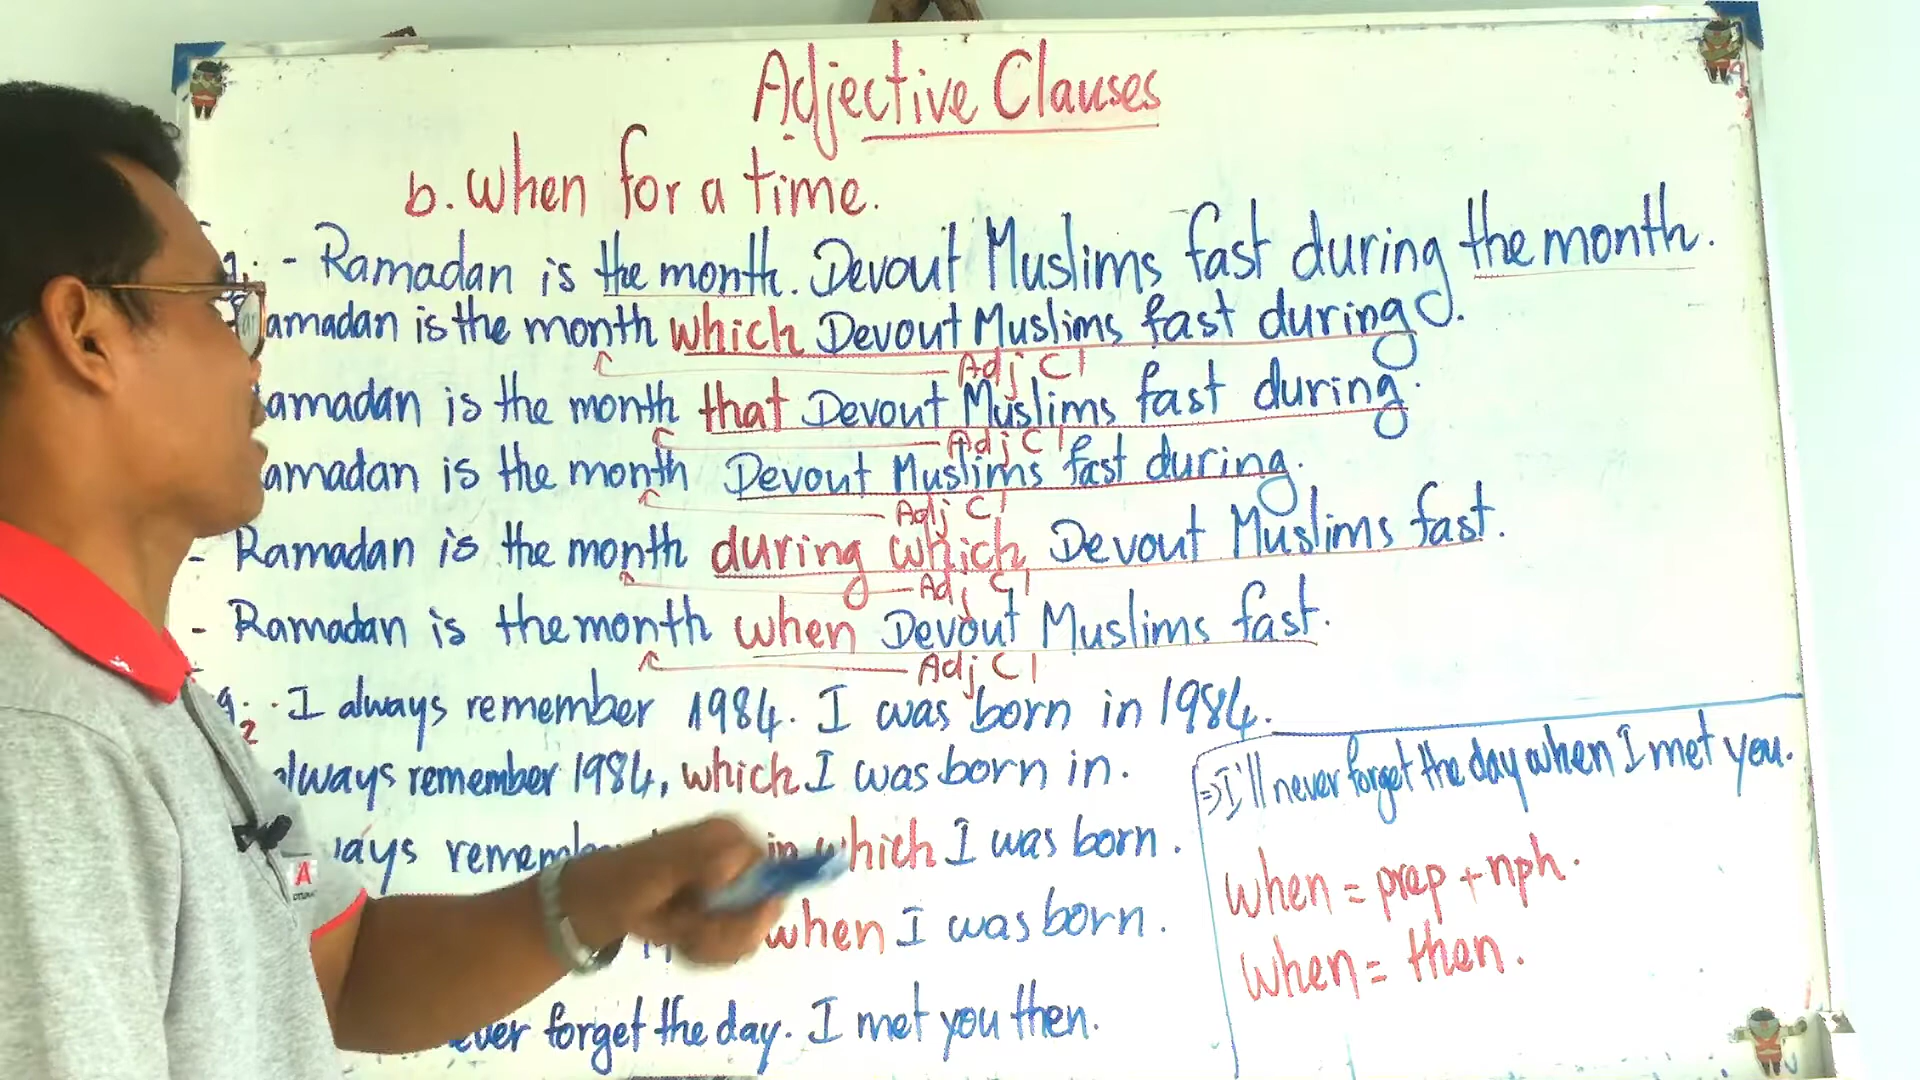 Adjective Clauses
b. When for a time.
- Ramadan is the month. Devout Muslims fast during the month.
amadan is the month which Devout Muslims fast during.
Adj Cl
amadan is the month that Devout Muslims fast during.
Adj Cl
amadan is the month Devout Muslims fast during.
Adj Cl
- Ramadan is the month during which Devout Muslims fast.
Adj Cl
- Ramadan is the month when Devout Muslims fast.
Adj Cl
I always remember 1984. I was born in 1984.
always remember 1984, which I was born in.
in which I was born.
when I was born.
forget the day. I met you then.
⇒ I'll never forget the day when I met you.
when = prep + nph.
when = then.
A